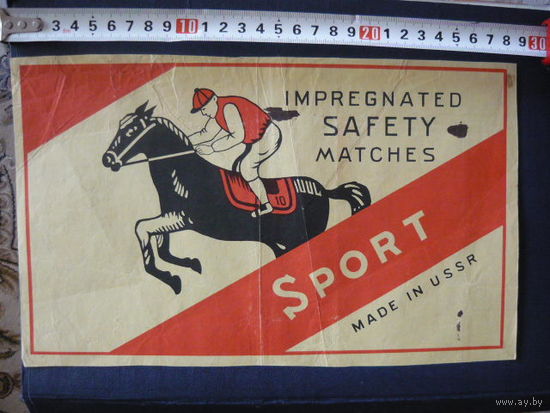 3 4 5 6 7 8 9 10 1 2 3 4 5 6 7 8 9 20 1 2 3 4 5 6 7 8 9 30
IMPREGNATED
SAFETY
MATCHES
10
SPORT
MADE IN USSR
www.ay.by